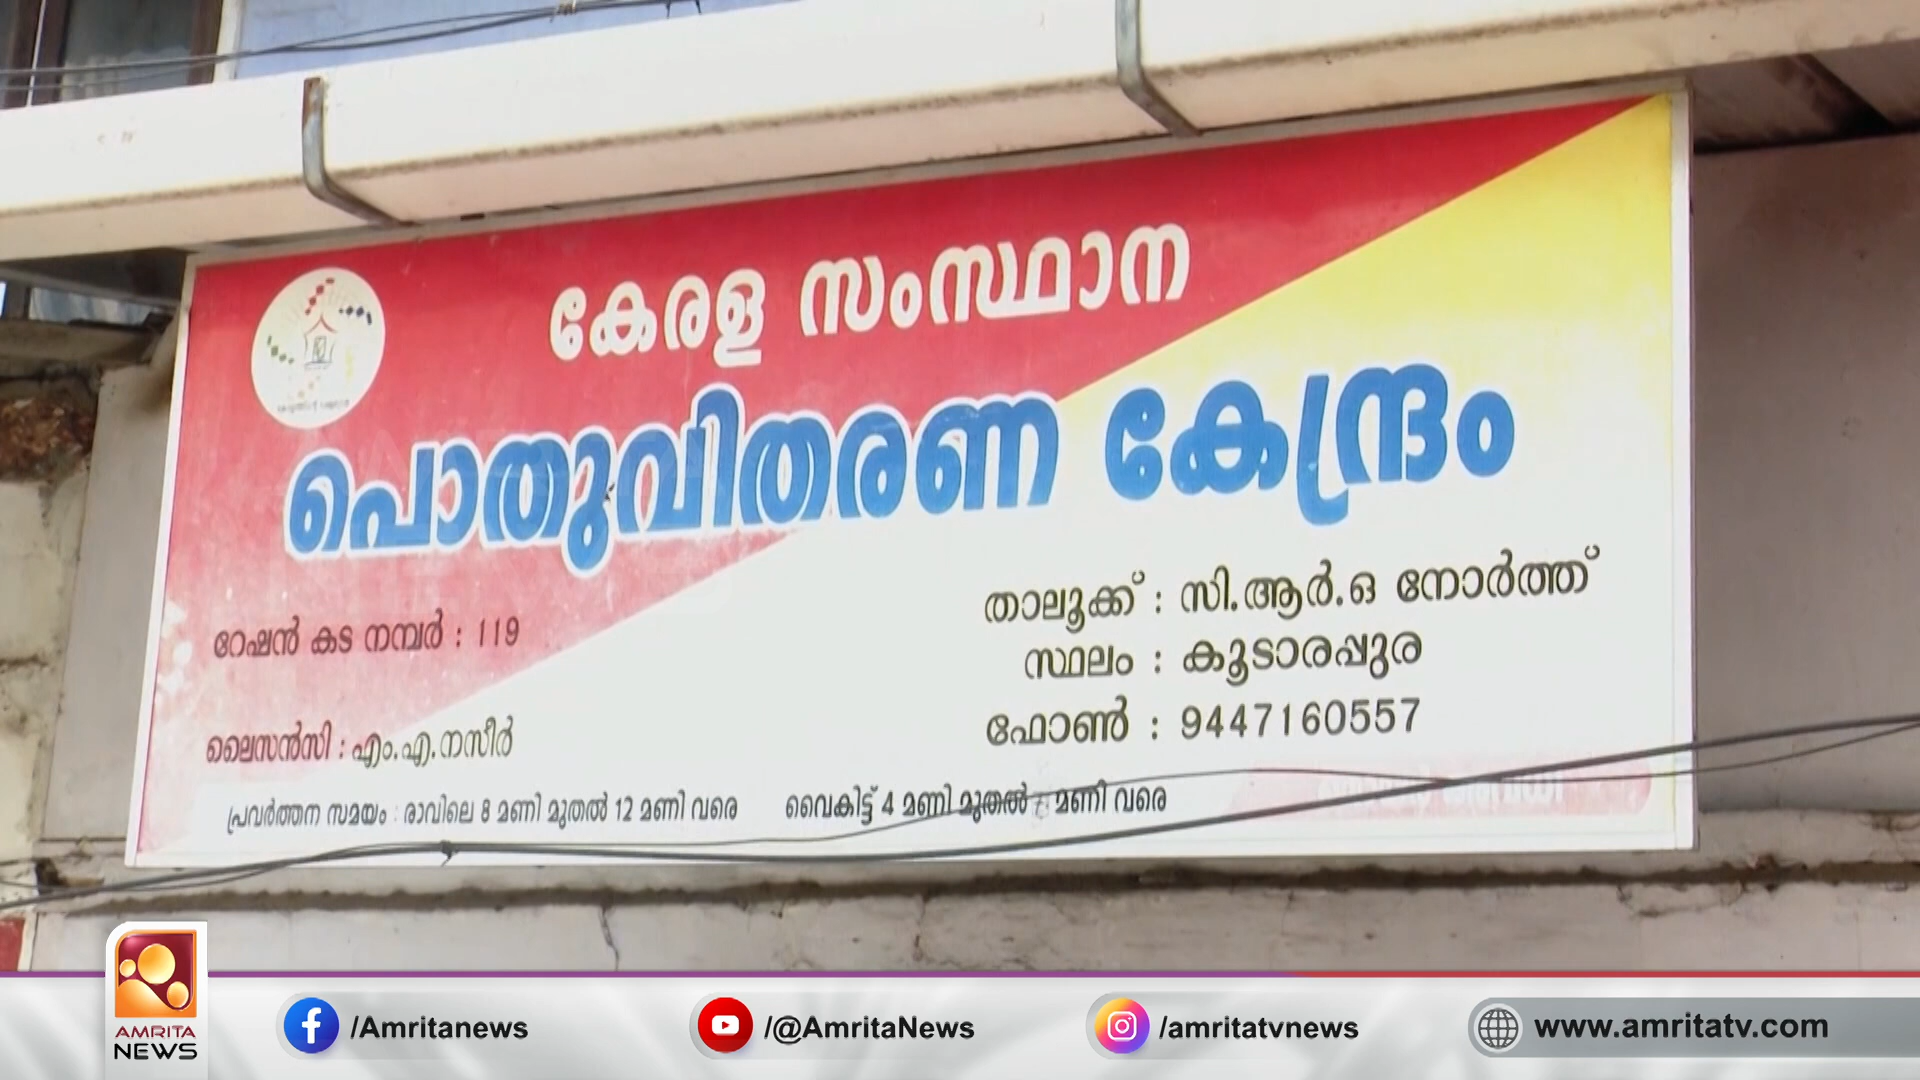 കേരള സംസ്ഥാന
പൊതുവിതരണ കേന്ദ്രം
റേഷൻ കട നമ്പർ : 119
ലൈസൻസി : എം.എ.നസീർ
താലൂക്ക് : സി.ആർ.ഒ നോർത്ത്
സ്ഥലം : കൂടാരപ്പുര
ഫോൺ : 9447160557
പ്രവർത്തന സമയം : രാവിലെ 8 മണി മുതൽ 12 മണി വരെ വൈകിട്ട് 4 മണി മുതൽ മണി വരെ
AMRITA
NEWS
/Amritanews
/@AmritaNews
/amritatvnews
www.amritatv.com